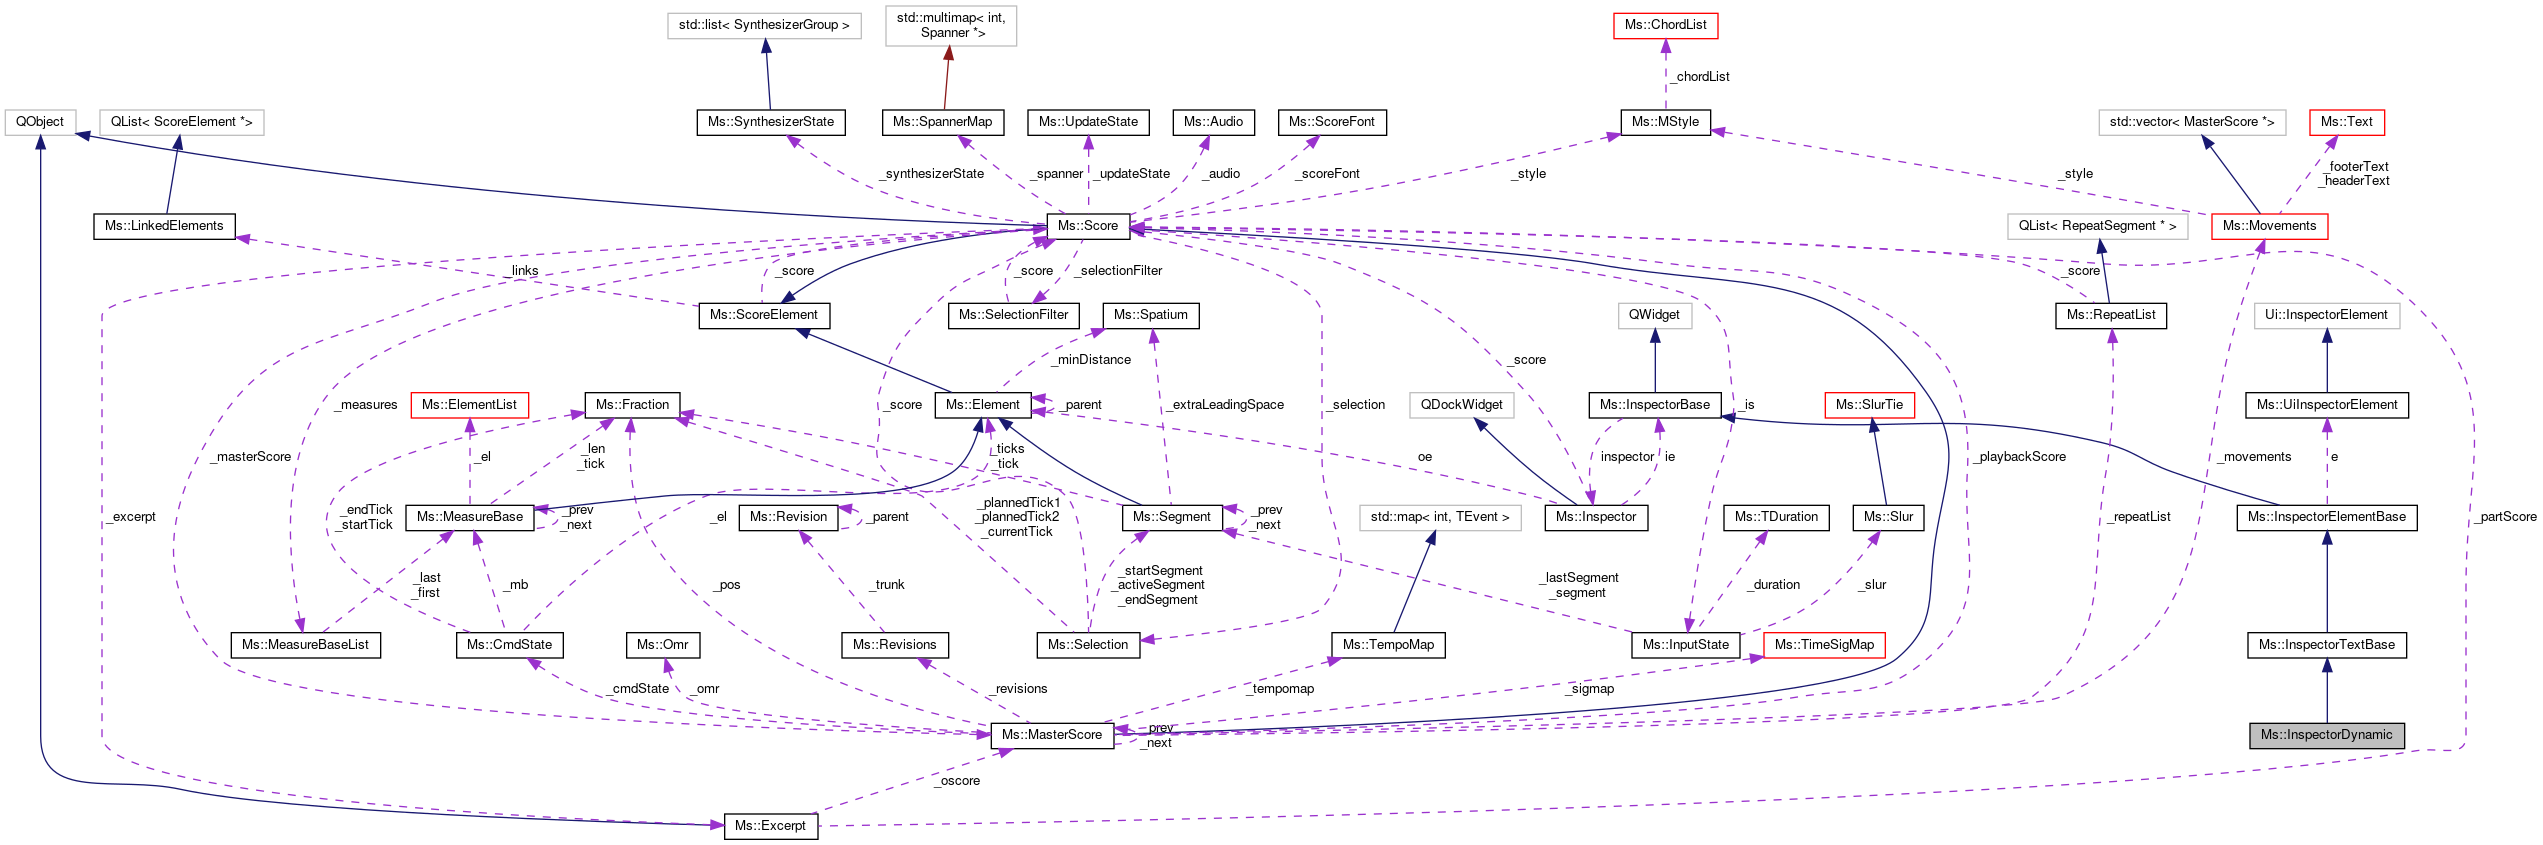 std::list< SynthesizerGroup >
std::multimap< int,
Spanner *>
Ms::ChordList
_chordList
QObject
QList< ScoreElement *>
Ms::SynthesizerState
Ms::SpannerMap
Ms::UpdateState
Ms::Audio
Ms::ScoreFont
Ms::MStyle
std::vector< MasterScore *>
Ms::Text
_synthesizerState
_spanner
_updateState
_audio
_scoreFont
_style
_style
_footerText
_headerText
Ms::LinkedElements
Ms::Score
QList< RepeatSegment * >
Ms::Movements
_links
_score
_score
_selectionFilter
_score
Ms::ScoreElement
Ms::SelectionFilter
Ms::Spatium
QWidget
Ms::RepeatList
Ui::InspectorElement
_minDistance
_score
_measures
Ms::ElementList
Ms::Fraction
_score
Ms::Element
_parent
_extraLeadingSpace
_selection
QDockWidget
Ms::InspectorBase
_is
Ms::SlurTie
Ms::UiInspectorElement
_masterScore
_el
_len
_tick
_ticks
_tick
oe
inspector
ie
_playbackScore
_movements
e
_excerpt
_endTick
_startTick
Ms::MeasureBase
_prev
_next
_el
Ms::Revision
_parent
_plannedTick1
_plannedTick2
_currentTick
Ms::Segment
_prev
_next
std::map< int, TEvent >
Ms::Inspector
Ms::TDuration
Ms::Slur
_repeatList
Ms::InspectorElementBase
_partScore
_last
_first
_mb
_pos
_trunk
_startSegment
_activeSegment
_endSegment
_lastSegment
_segment
_duration
_slur
Ms::MeasureBaseList
Ms::CmdState
Ms::Omr
Ms::Revisions
Ms::Selection
Ms::TempoMap
Ms::InputState
Ms::TimeSigMap
Ms::InspectorTextBase
_cmdState
_omr
_revisions
_tempomap
_sigmap
Ms::MasterScore
_prev
_next
Ms::InspectorDynamic
_oscore
Ms::Excerpt